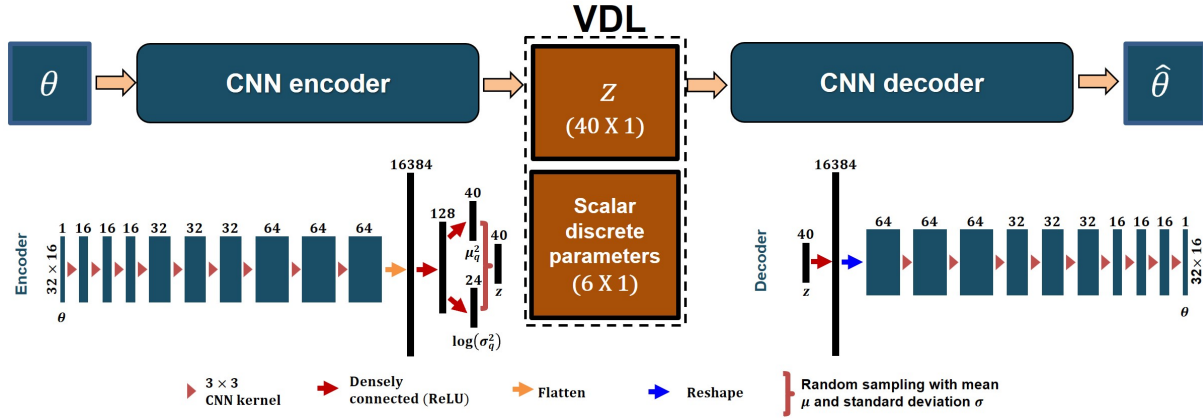 VDL
θ
CNN encoder
Z
(40 X 1)
CNN decoder
θ̂
Scalar
discrete
parameters
(6 X 1)
Encoder
32 × 16
1 16 16 16 32 32 32 64 64 64
θ
16384
128
40
μ_q^2
24
log(σ_q^2)
40
z
Decoder
40
z
16384
64 64 64 32 32 32 16 16 16 1
32× 16
θ
3 × 3
CNN kernel
Densely
connected (ReLU)
Flatten
Reshape
Random sampling with mean
μ and standard deviation σ